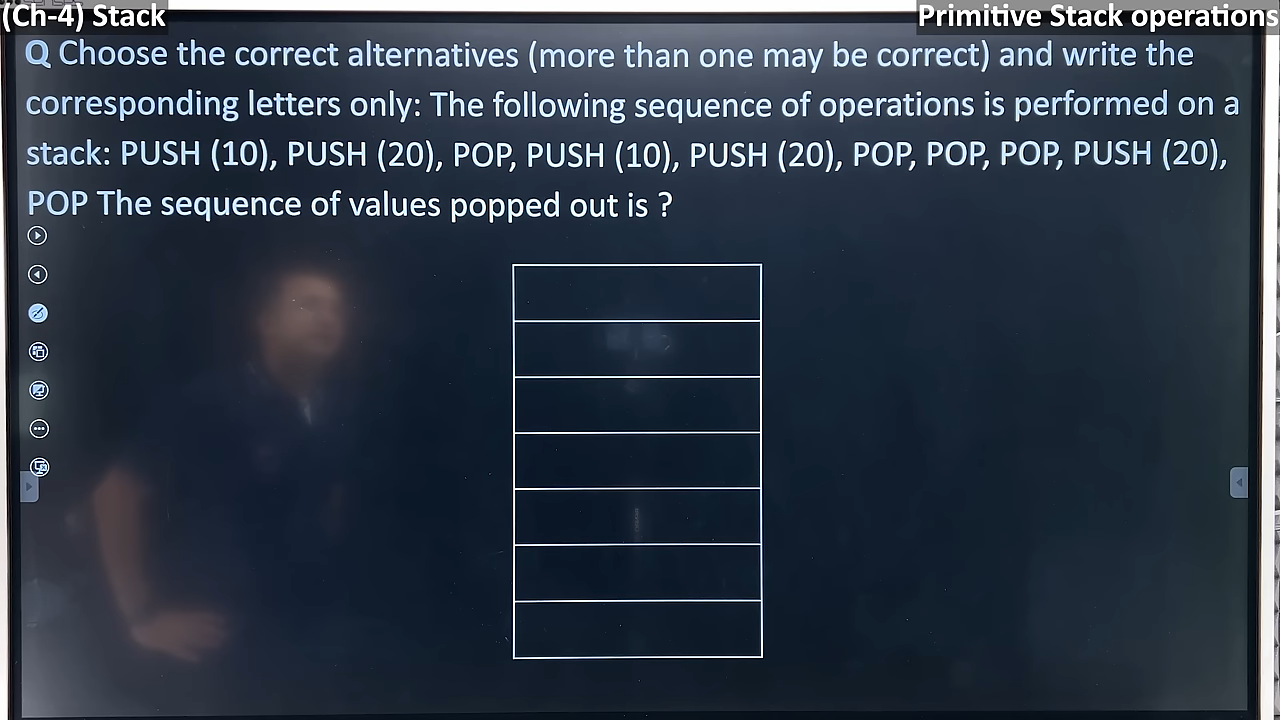 (Ch-4) Stack
Primitive Stack operations
Q Choose the correct alternatives (more than one may be correct) and write the
corresponding letters only: The following sequence of operations is performed on a
stack: PUSH (10), PUSH (20), POP, PUSH (10), PUSH (20), POP, POP, POP, PUSH (20),
POP The sequence of values popped out is ?